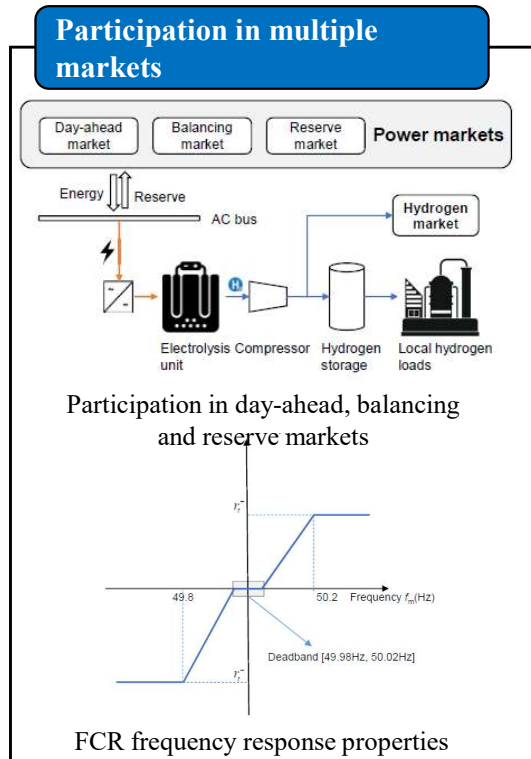 Participation in multiple
markets
Day-ahead
market
Balancing
market
Reserve
market
Power markets
Energy
Reserve
AC bus
Hydrogen
market
H₂
Electrolysis
unit
Compressor
Hydrogen
storage
Local hydrogen
loads
Participation in day-ahead, balancing
and reserve markets
49.8
50.2
Frequency fₘ(Hz)
Deadband [49.98Hz, 50.02Hz]
FCR frequency response properties